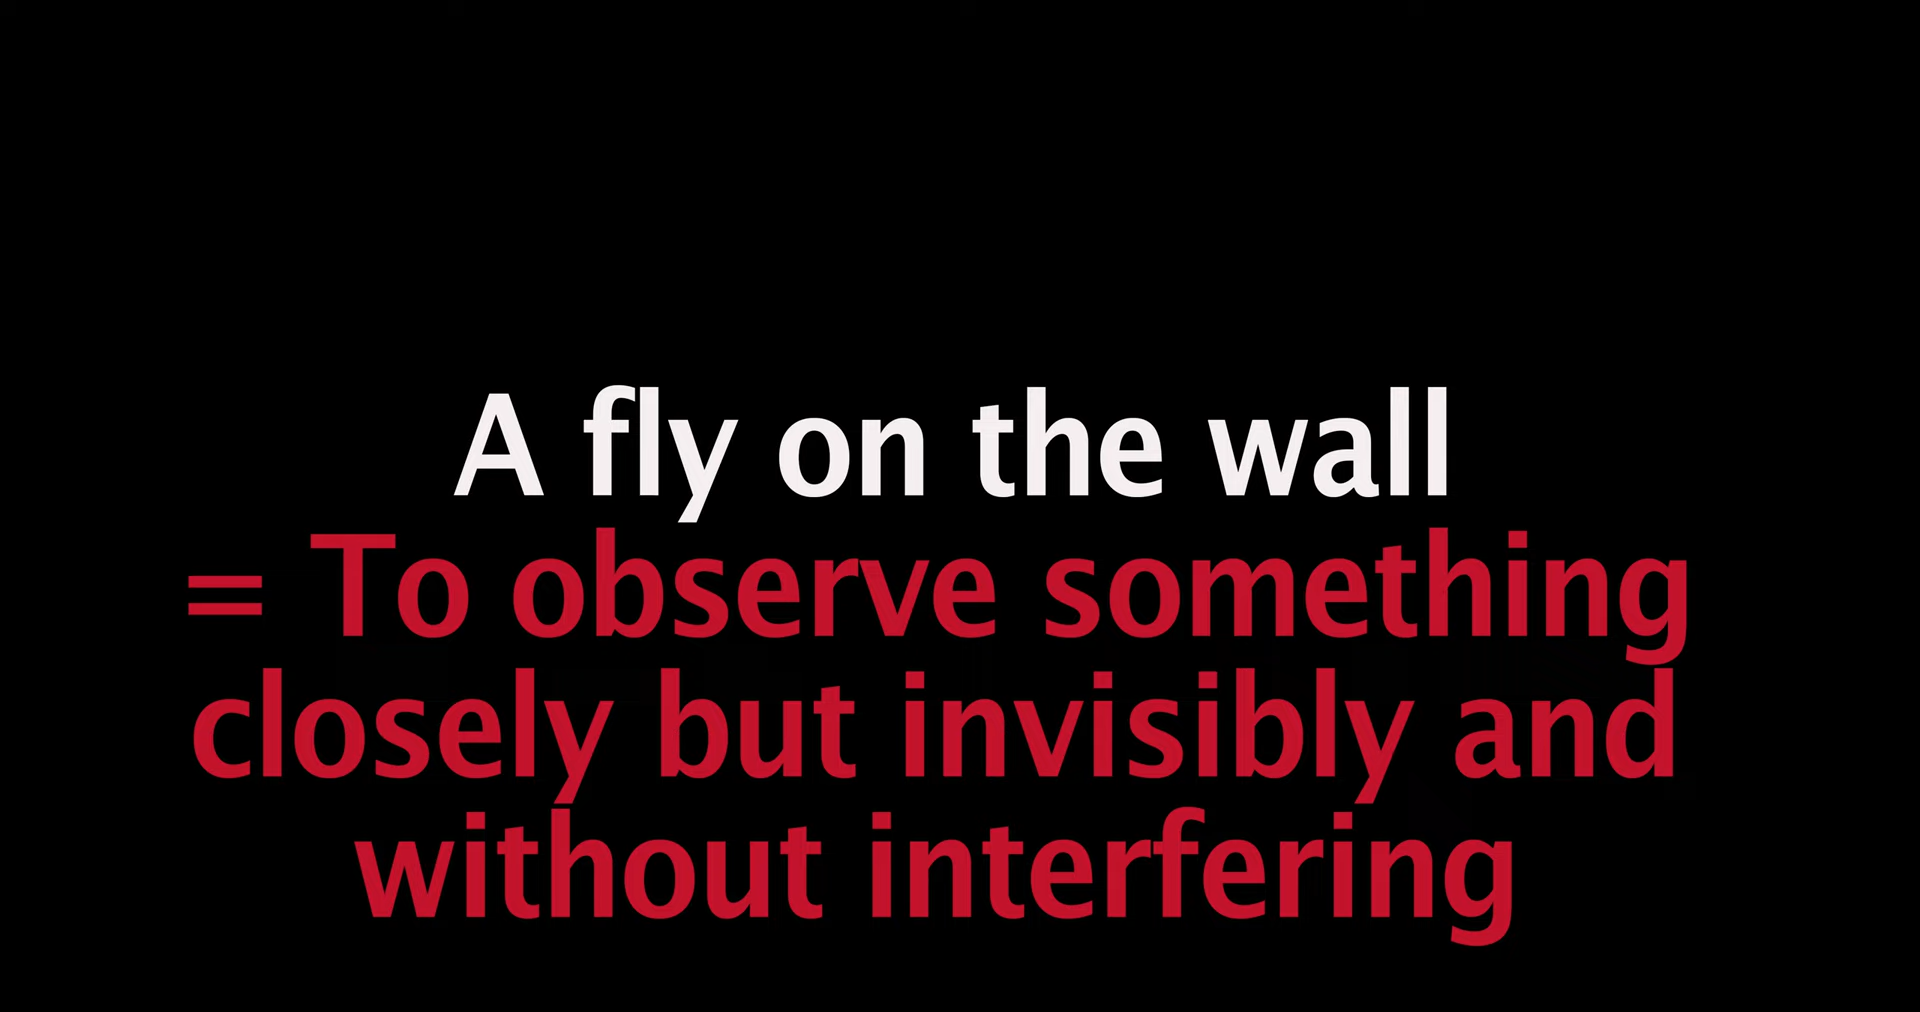 A fly on the wall
= To observe something
closely but invisibly and
without interfering